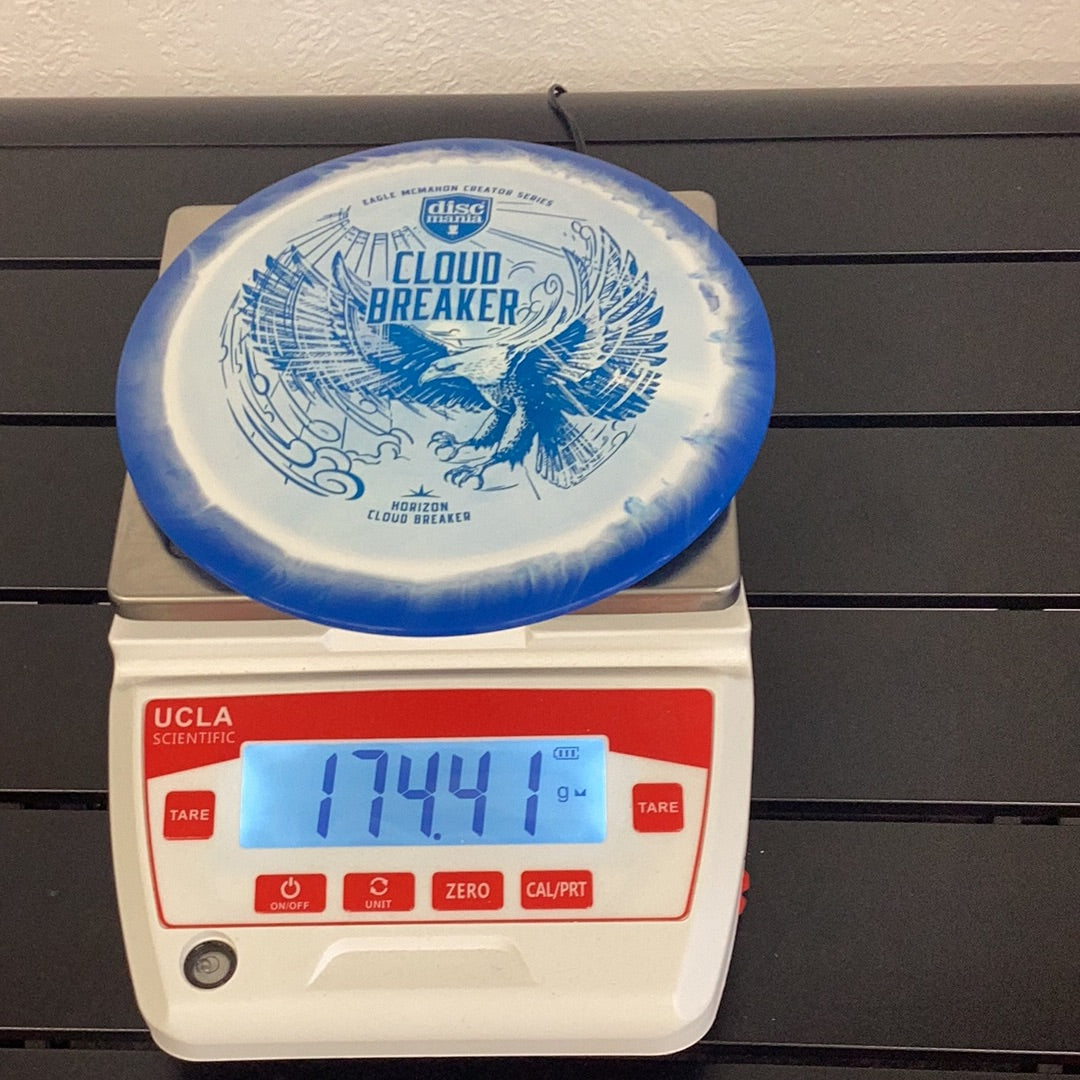 EAGLE MCMAHON CREATOR SERIES
disc
mania
CLOUD
BREAKER
HORIZON
CLOUD BREAKER
UCLA
SCIENTIFIC
174.41
g
TARE
TARE
ON/OFF
UNIT
ZERO
CAL/PRT